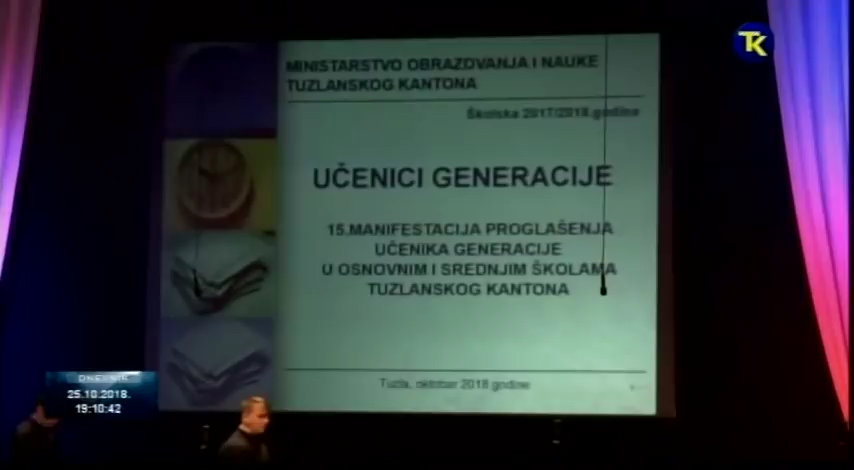 TK
MINISTARSTVO OBRAZOVANJA I NAUKE
TUZLANSKOG KANTONA
Školska 2017/2018.godine
UČENICI GENERACIJE
15.MANIFESTACIJA PROGLAŠENJA
UČENIKA GENERACIJE
U OSNOVNIM I SREDNJIM ŠKOLAMA
TUZLANSKOG KANTONA
Tuzla, oktobar 2018.godine
DNEVNIK
25.10.2018.
19:10:42